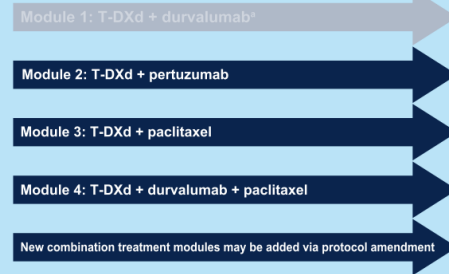 Module 1: T-DXd + durvalumabᵃ
Module 2: T-DXd + pertuzumab
Module 3: T-DXd + paclitaxel
Module 4: T-DXd + durvalumab + paclitaxel
New combination treatment modules may be added via protocol amendment